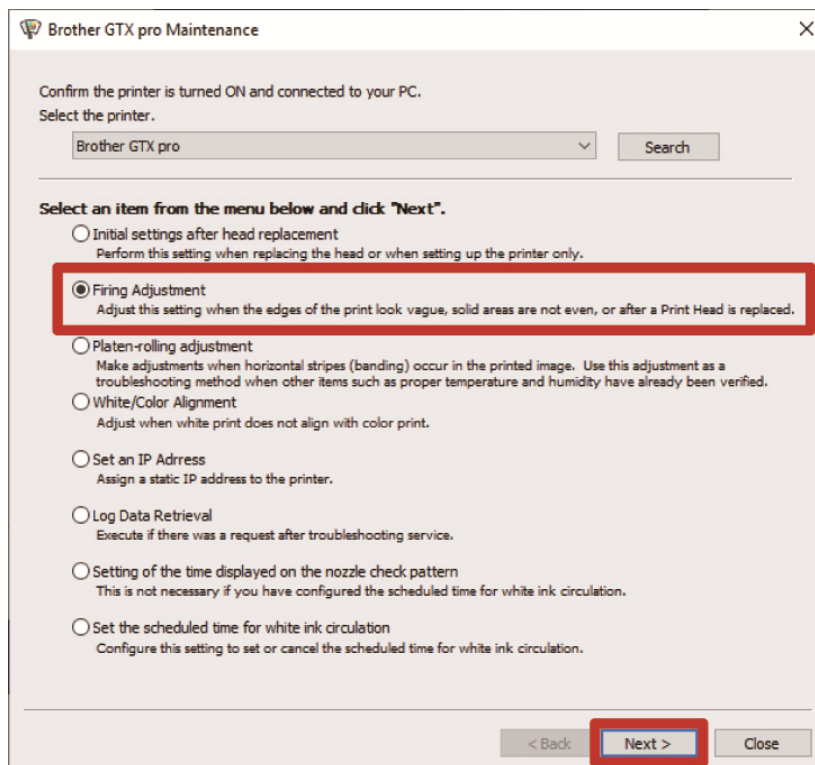 Brother GTX pro Maintenance
Confirm the printer is turned ON and connected to your PC.
Select the printer.
Brother GTX pro
Search
Select an item from the menu below and click "Next".
Initial settings after head replacement
Perform this setting when replacing the head or when setting up the printer only.
Firing Adjustment
Adjust this setting when the edges of the print look vague, solid areas are not even, or after a Print Head is replaced.
Platen-rolling adjustment
Make adjustments when horizontal stripes (banding) occur in the printed image. Use this adjustment as a
troubleshooting method when other items such as proper temperature and humidity have already been verified.
White/Color Alignment
Adjust when white print does not align with color print.
Set an IP Adrress
Assign a static IP address to the printer.
Log Data Retrieval
Execute if there was a request after troubleshooting service.
Setting of the time displayed on the nozzle check pattern
This is not necessary if you have configured the scheduled time for white ink circulation.
Set the scheduled time for white ink circulation
Configure this setting to set or cancel the scheduled time for white ink circulation.
< Back
Next >
Close